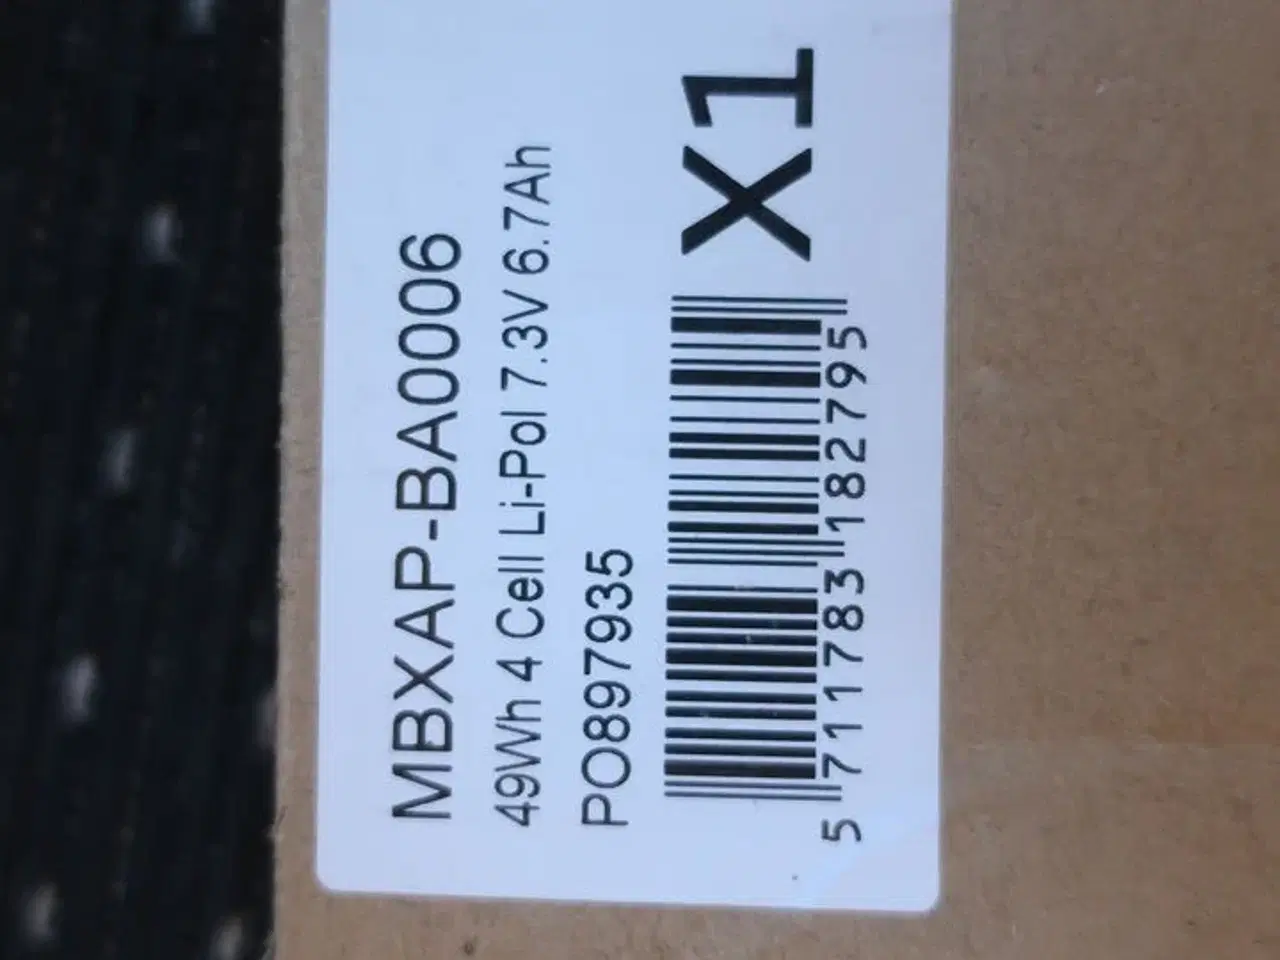 MBXAP-BA0006
49Wh 4 Cell Li-Pol 7.3V 6.7Ah
PO897935
X1
5 711783 182795